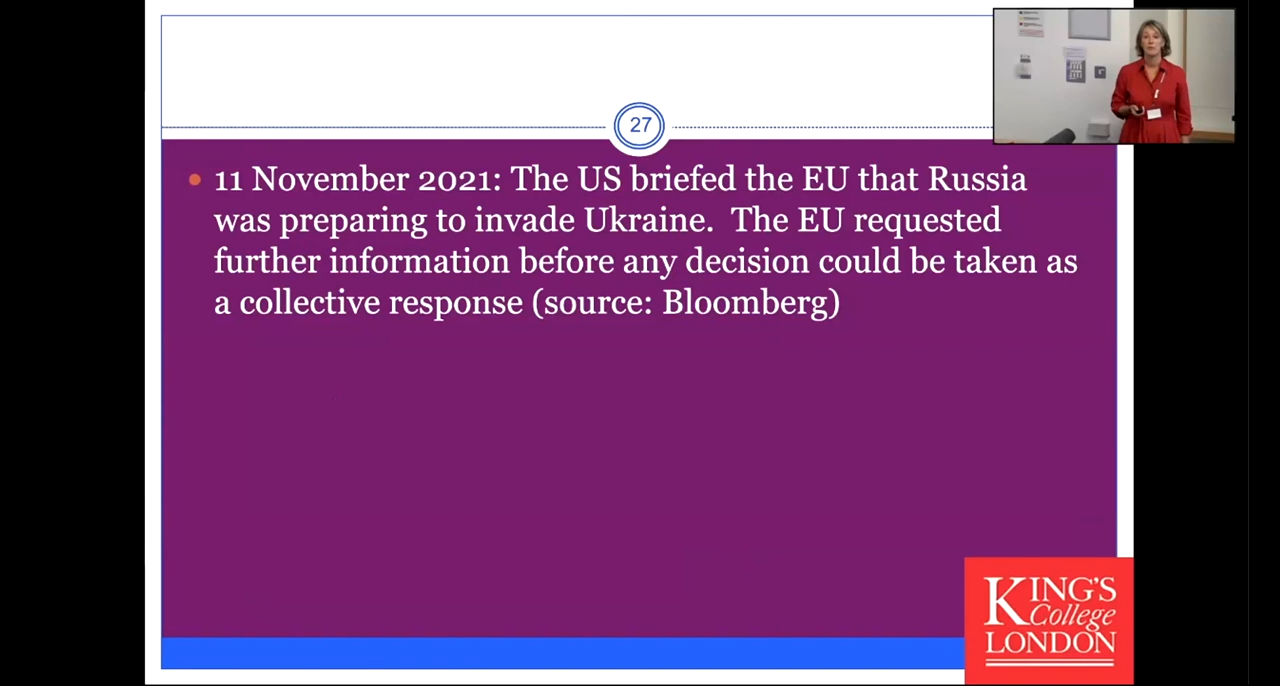 27
• 11 November 2021: The US briefed the EU that Russia
was preparing to invade Ukraine.  The EU requested
further information before any decision could be taken as
a collective response (source: Bloomberg)
KING'S
College
LONDON